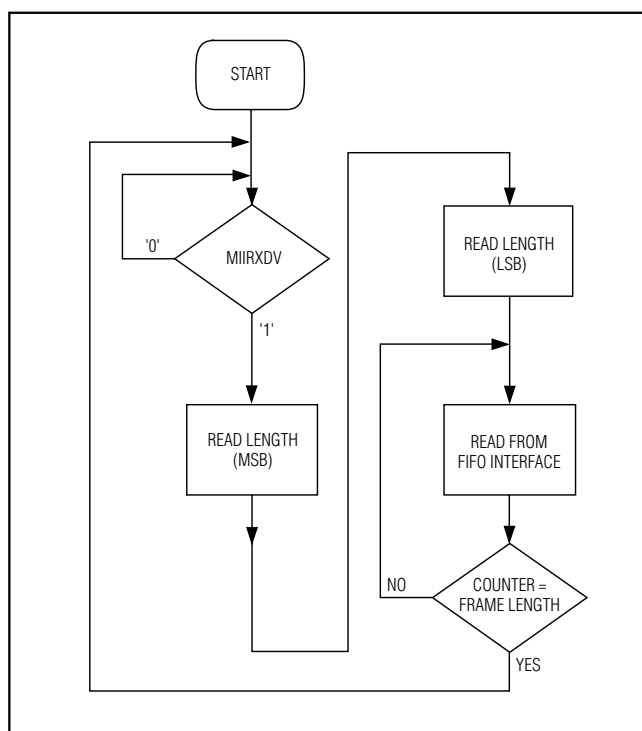 START
MIIRXDV
'0'
'1'
READ LENGTH
(MSB)
READ LENGTH
(LSB)
READ FROM
FIFO INTERFACE
COUNTER =
FRAME LENGTH
NO
YES